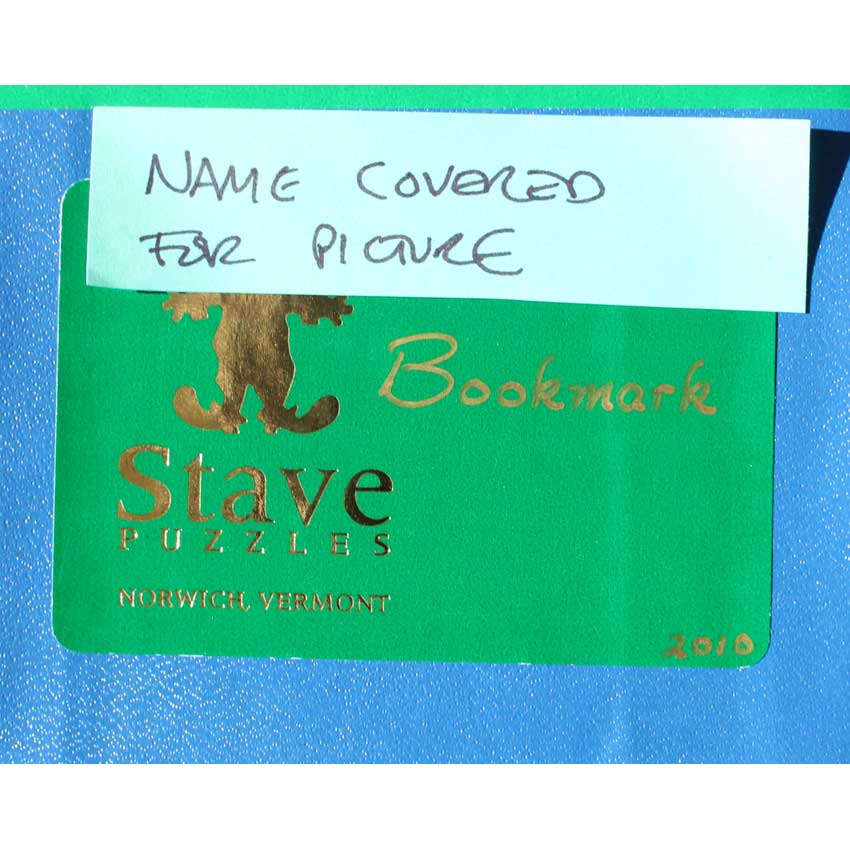 NAME COVERED
FOR PICTURE
Bookmark
Stave
PUZZLES
NORWICH, VERMONT
2010